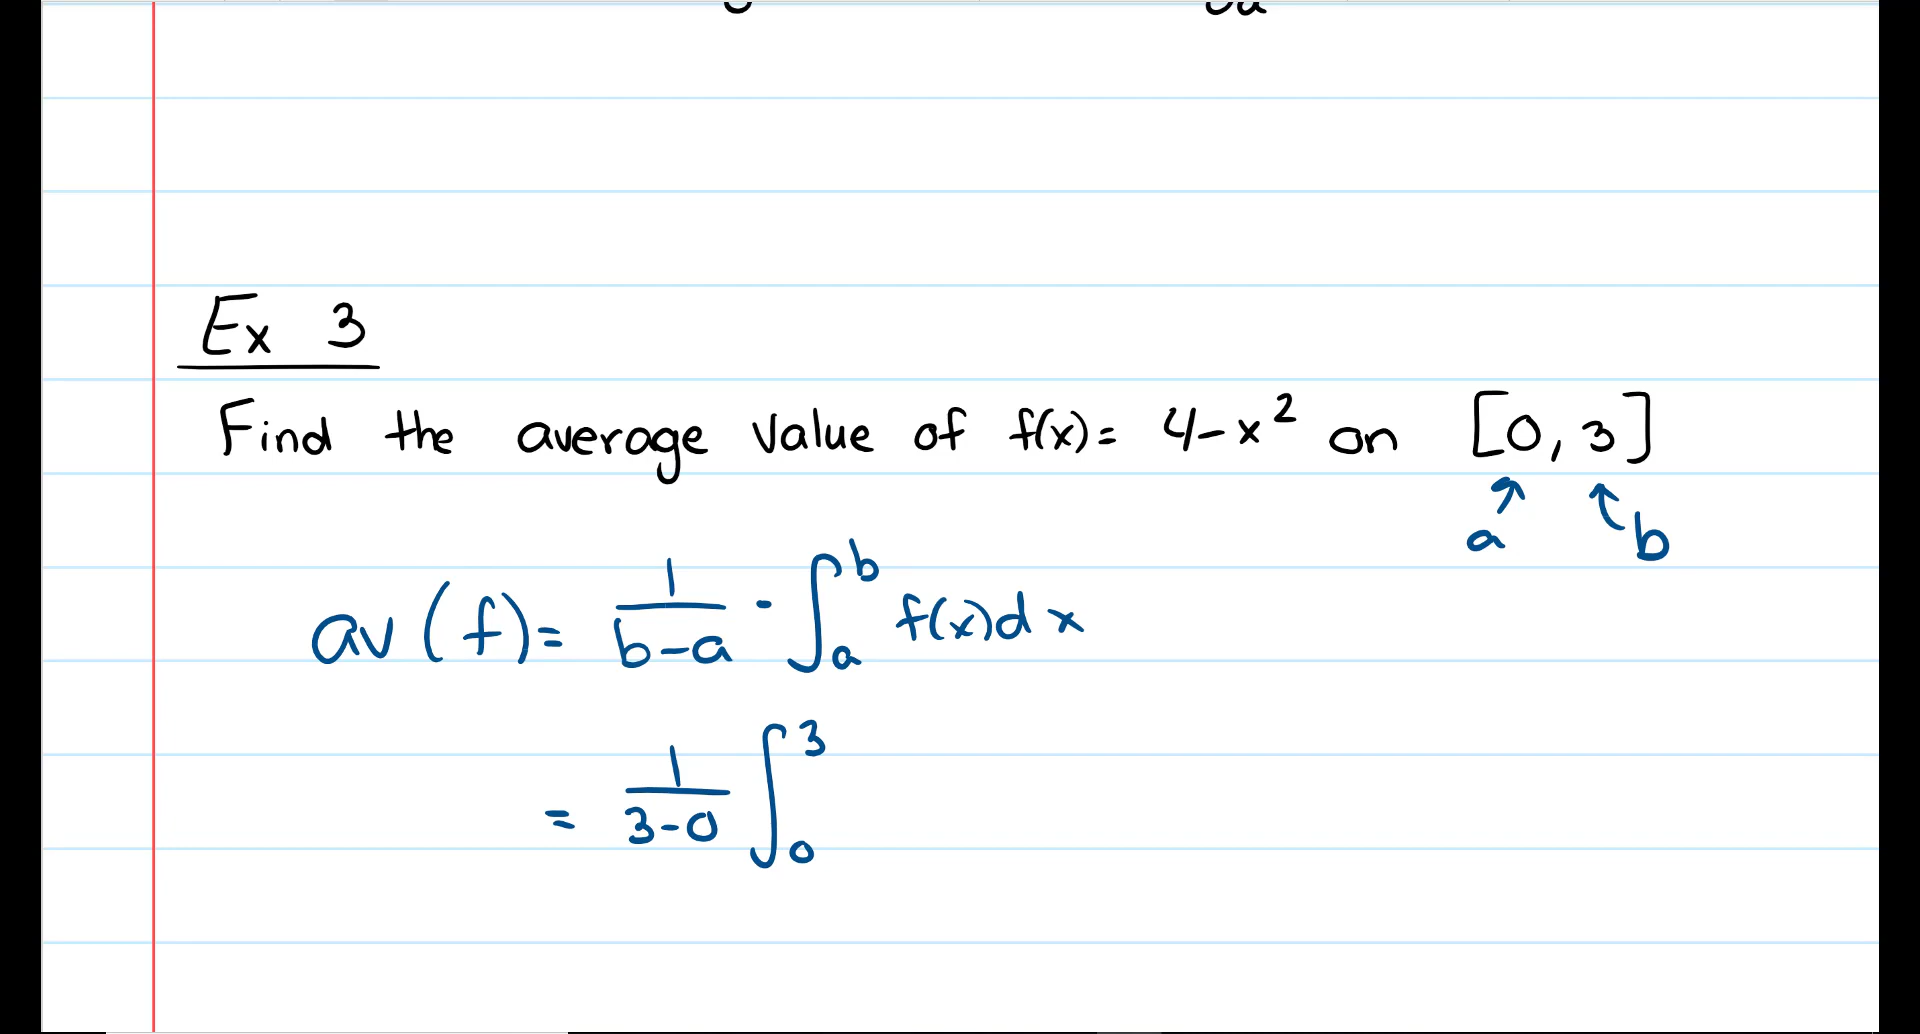 Ex 3
Find the average value of f(x)= 4-x² on [0, 3]
a b
av(f)= 1/(b-a) · ∫_a^b f(x)dx
= 1/(3-0) ∫_0^3